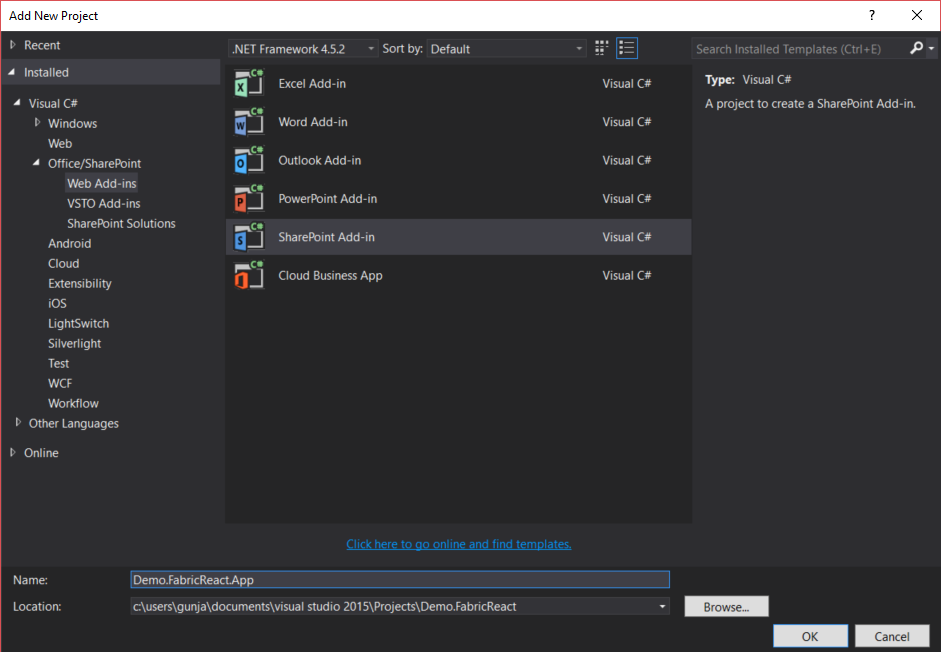 Add New Project
?
Recent
.NET Framework 4.5.2 Sort by: Default
Search Installed Templates (Ctrl+E)
Installed
Visual C#
Windows
Web
Office/SharePoint
Web Add-ins
VSTO Add-ins
SharePoint Solutions
Android
Cloud
Extensibility
iOS
LightSwitch
Silverlight
Test
WCF
Workflow
Other Languages
Online
C# X Excel Add-in Visual C#
C# W Word Add-in Visual C#
C# O Outlook Add-in Visual C#
C# P PowerPoint Add-in Visual C#
C# S SharePoint Add-in Visual C#
C# Cloud Business App Visual C#
Type: Visual C#
A project to create a SharePoint Add-in.
Click here to go online and find templates.
Name: Demo.FabricReact.App
Location: c:\users\gunja\documents\visual studio 2015\Projects\Demo.FabricReact Browse...
OK Cancel